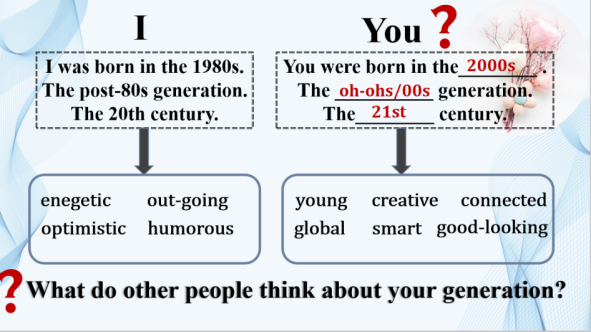 I
I was born in the 1980s.
The post-80s generation.
The 20th century.
You ?
You were born in the 2000s .
The oh-ohs/00s generation.
The 21st century.
enegetic out-going
optimistic humorous
young creative connected
global smart good-looking
? What do other people think about your generation?